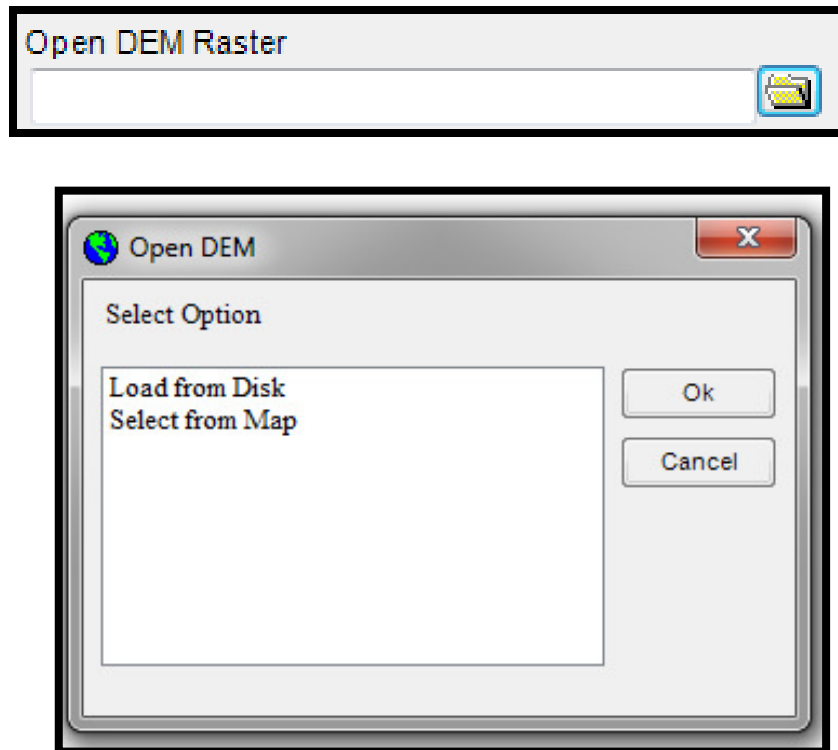 Open DEM Raster
Open DEM
Select Option
Load from Disk
Select from Map
Ok
Cancel